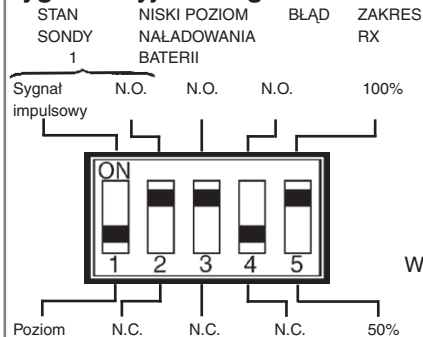 STAN NISKI POZIOM BŁĄD ZAKRES
SONDY NAŁADOWANIA RX
1 BATERII
Sygnał N.O. N.O. N.O. 100%
impulsowy
ON
1 2 3 4 5
W
Poziom N.C. N.C. N.C. 50%